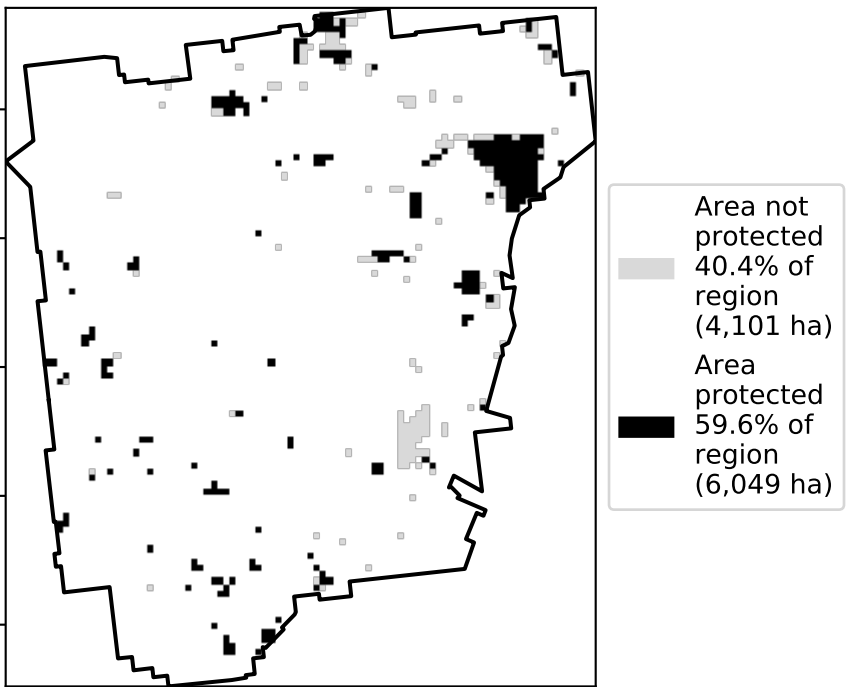 Area not
protected
40.4% of
region
(4,101 ha)
Area
protected
59.6% of
region
(6,049 ha)